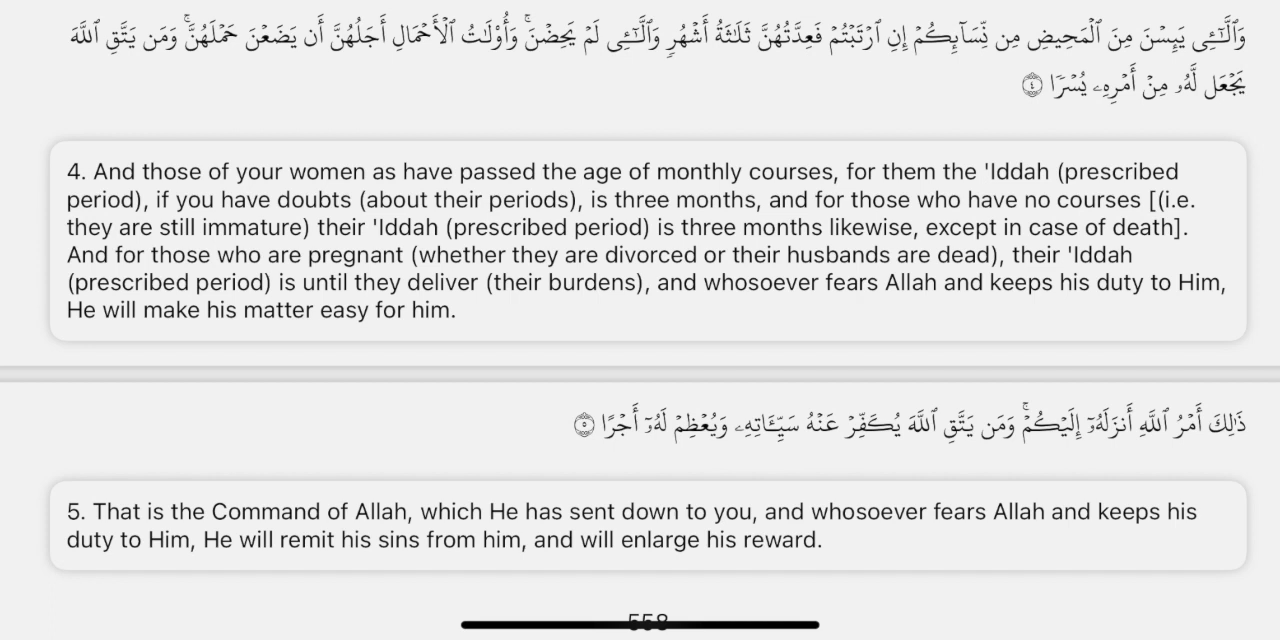 وَٱلَّٰٓـِٔى يَئِسْنَ مِنَ ٱلْمَحِيضِ مِن نِّسَآئِكُمْ إِنِ ٱرْتَبْتُمْ فَعِدَّتُهُنَّ ثَلَٰثَةُ أَشْهُرٍ وَٱلَّٰٓـِٔى لَمْ يَحِضْنَ ۚ وَأُو۟لَٰتُ ٱلْأَحْمَالِ أَجَلُهُنَّ أَن يَضَعْنَ حَمْلَهُنَّ ۚ وَمَن يَتَّقِ ٱللَّهَ
يَجْعَل لَّهُۥ مِنْ أَمْرِهِۦ يُسْرًا ٤
4. And those of your women as have passed the age of monthly courses, for them the 'Iddah (prescribed
period), if you have doubts (about their periods), is three months, and for those who have no courses [(i.e.
they are still immature) their 'Iddah (prescribed period) is three months likewise, except in case of death].
And for those who are pregnant (whether they are divorced or their husbands are dead), their 'Iddah
(prescribed period) is until they deliver (their burdens), and whosoever fears Allah and keeps his duty to Him,
He will make his matter easy for him.
ذَٰلِكَ أَمْرُ ٱللَّهِ أَنزَلَهُۥٓ إِلَيْكُمْ ۚ وَمَن يَتَّقِ ٱللَّهَ يُكَفِّرْ عَنْهُ سَيِّـَٔاتِهِۦ وَيُعْظِمْ لَهُۥٓ أَجْرًا ٥
5. That is the Command of Allah, which He has sent down to you, and whosoever fears Allah and keeps his
duty to Him, He will remit his sins from him, and will enlarge his reward.
558